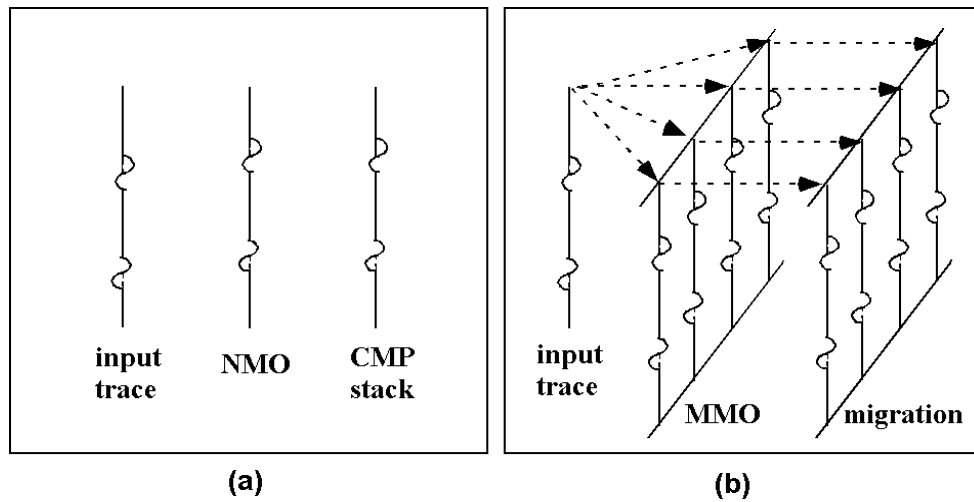 input
trace
NMO
CMP
stack
(a)
input
trace
MMO
migration
(b)